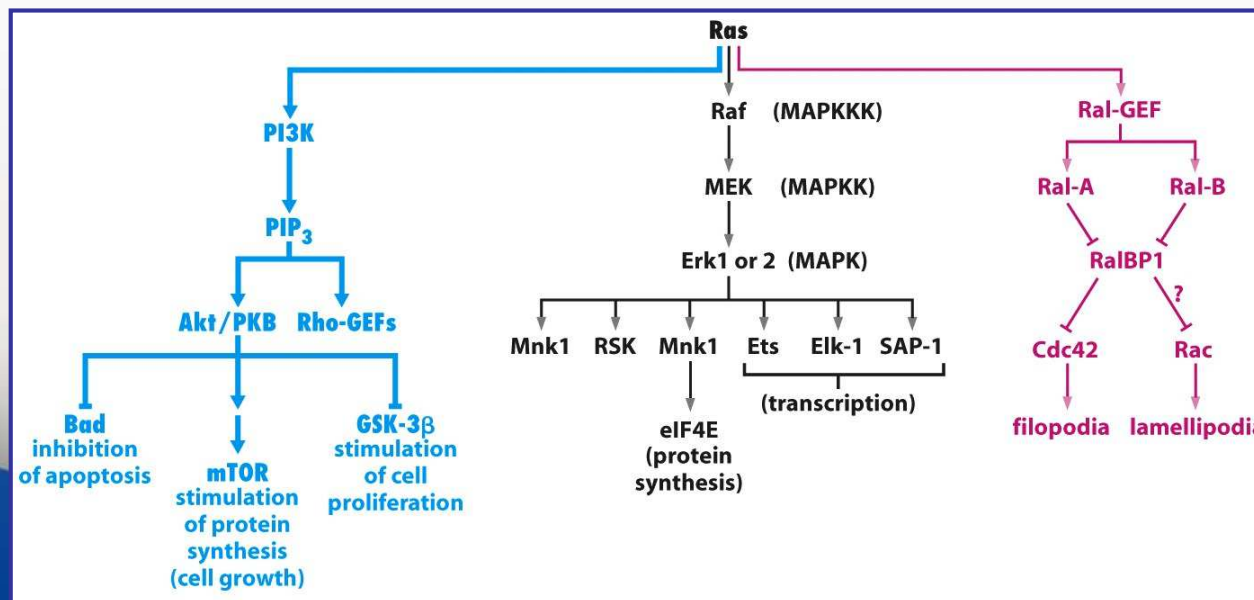 Ras
PI3K
PIP3
Akt/PKB Rho-GEFs
Bad
inhibition
of apoptosis
mTOR
stimulation
of protein
synthesis
(cell growth)
GSK-3β
stimulation
of cell
proliferation
Raf (MAPKKK)
MEK (MAPKK)
Erk1 or 2 (MAPK)
Mnk1 RSK Mnk1 Ets Elk-1 SAP-1
(transcription)
eIF4E
(protein
synthesis)
Ral-GEF
Ral-A Ral-B
RalBP1
?
Cdc42 Rac
filopodia lamellipodia